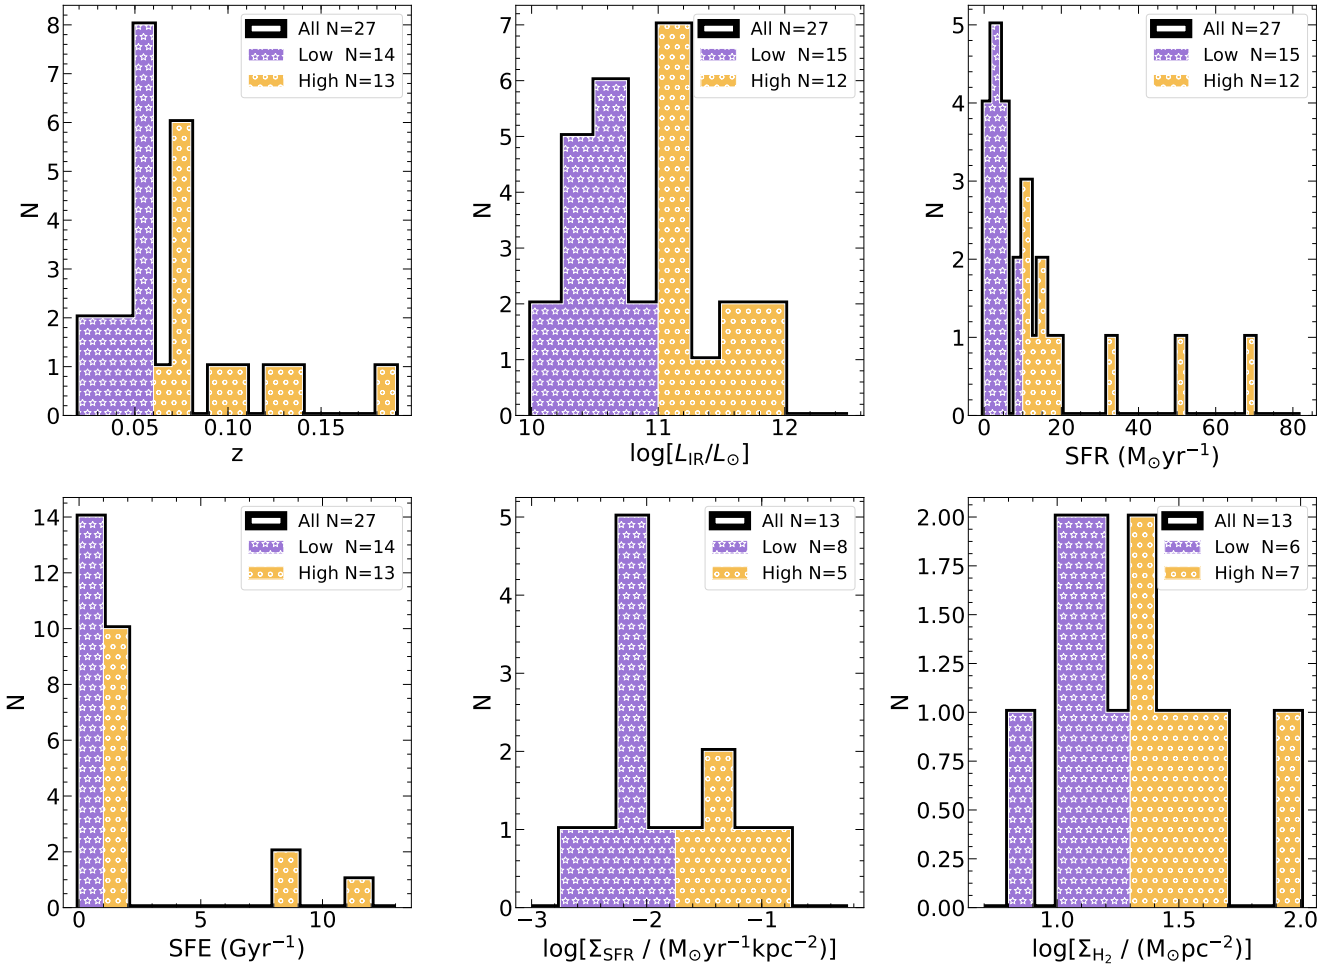 8
7
6
5
4
3
2
1
0
N
0.05
0.10
0.15
z
All N=27
Low N=14
High N=13
7
6
5
4
3
2
1
0
N
10
11
12
log[L_IR/L_⊙]
All N=27
Low N=15
High N=12
5
4
3
2
1
0
N
0
20
40
60
80
SFR (M_⊙yr⁻¹)
All N=27
Low N=15
High N=12
14
12
10
8
6
4
2
0
N
0
5
10
SFE (Gyr⁻¹)
All N=27
Low N=14
High N=13
5
4
3
2
1
0
N
−3
−2
−1
log[Σ_SFR / (M_⊙yr⁻¹kpc⁻²)]
All N=13
Low N=8
High N=5
2.00
1.75
1.50
1.25
1.00
0.75
0.50
0.25
0.00
N
1.0
1.5
2.0
log[Σ_H₂ / (M_⊙pc⁻²)]
All N=13
Low N=6
High N=7